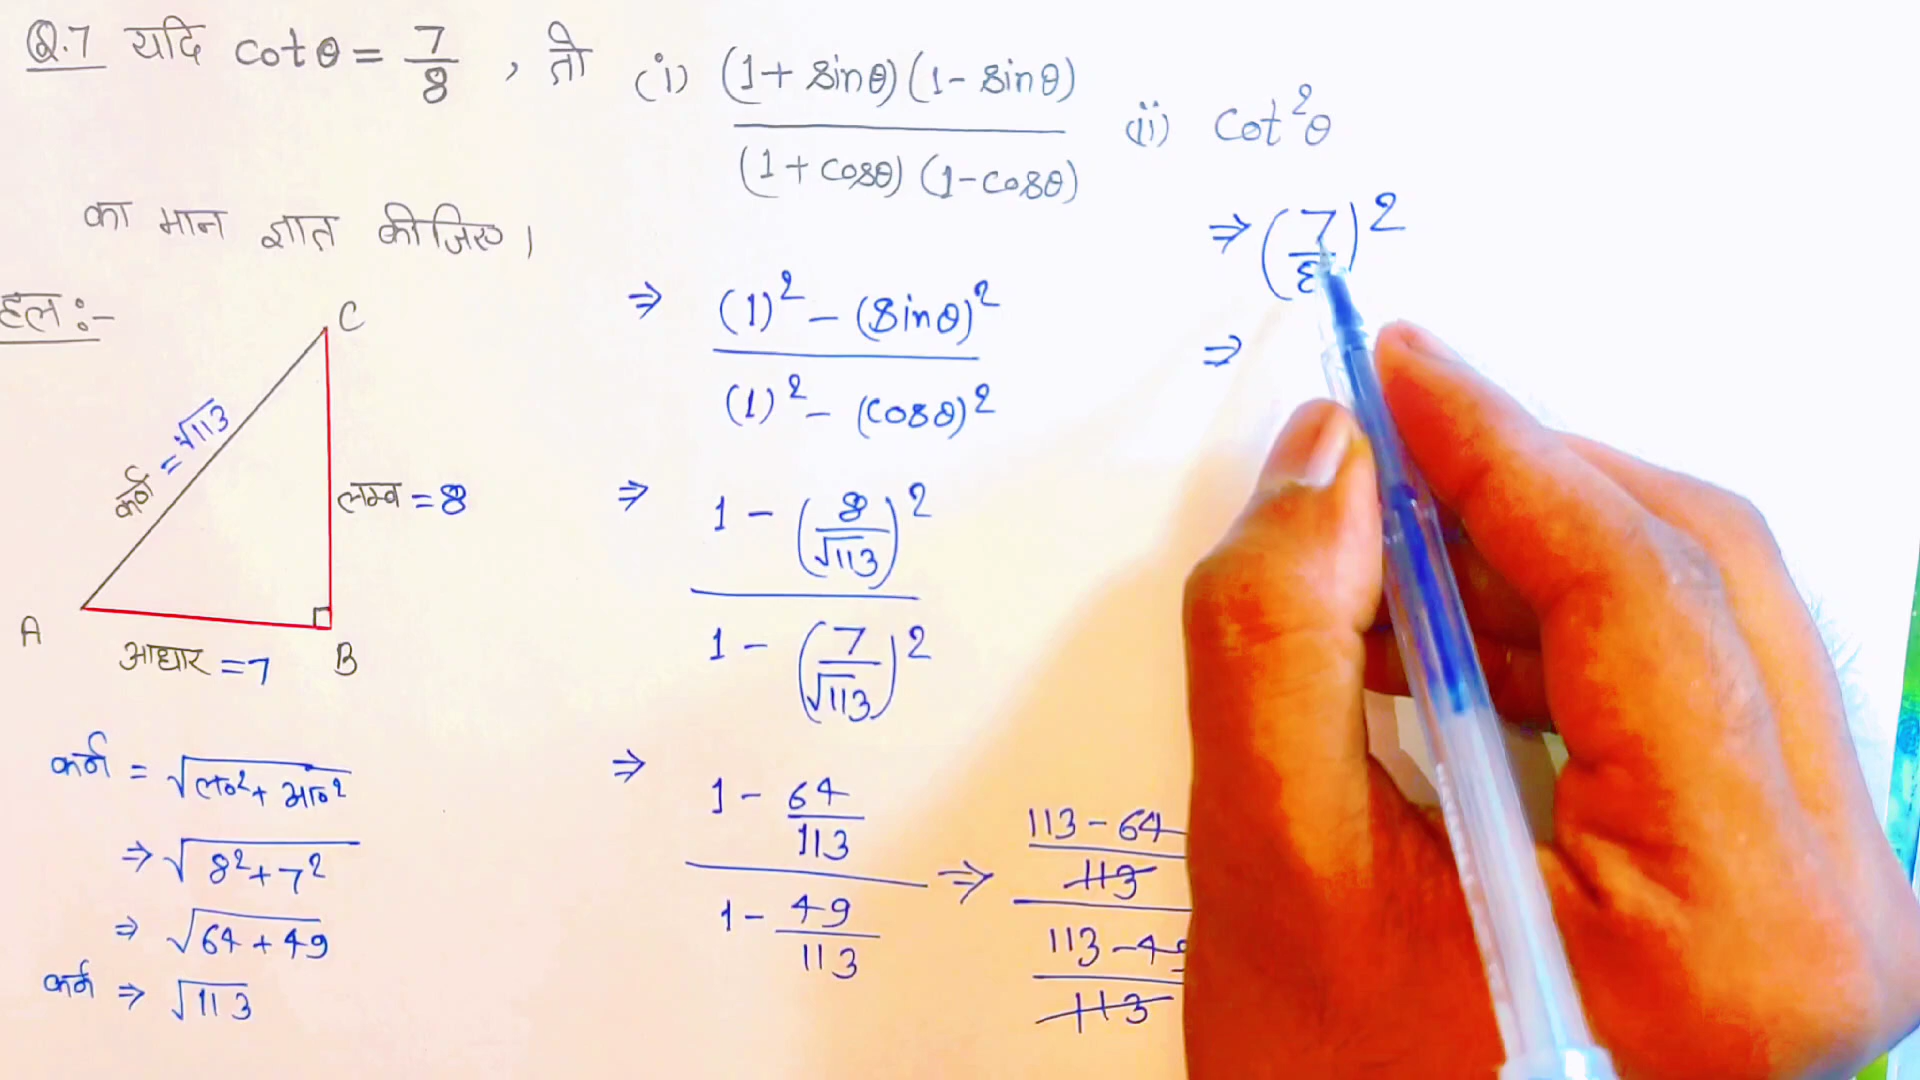 Q.7 यदि cotθ = 7/8 , तो (i) (1+sinθ)(1-sinθ) / (1+cosθ)(1-cosθ) (ii) cot²θ
का मान ज्ञात कीजिए।
हल :-
C
कर्ण = √113
लम्ब = 8
A
आधार = 7
B
कर्ण = √ल०² + आ०²
⇒ √8² + 7²
⇒ √64 + 49
कर्ण ⇒ √113
⇒ (1)² - (sinθ)² / (1)² - (cosθ)²
⇒ 1 - (8/√113)² / 1 - (7/√113)²
⇒ 1 - 64/113 / 1 - 49/113 ⇒ 113 - 64 / 113 / 113 - 49 / 113
⇒ (7/8)²
⇒